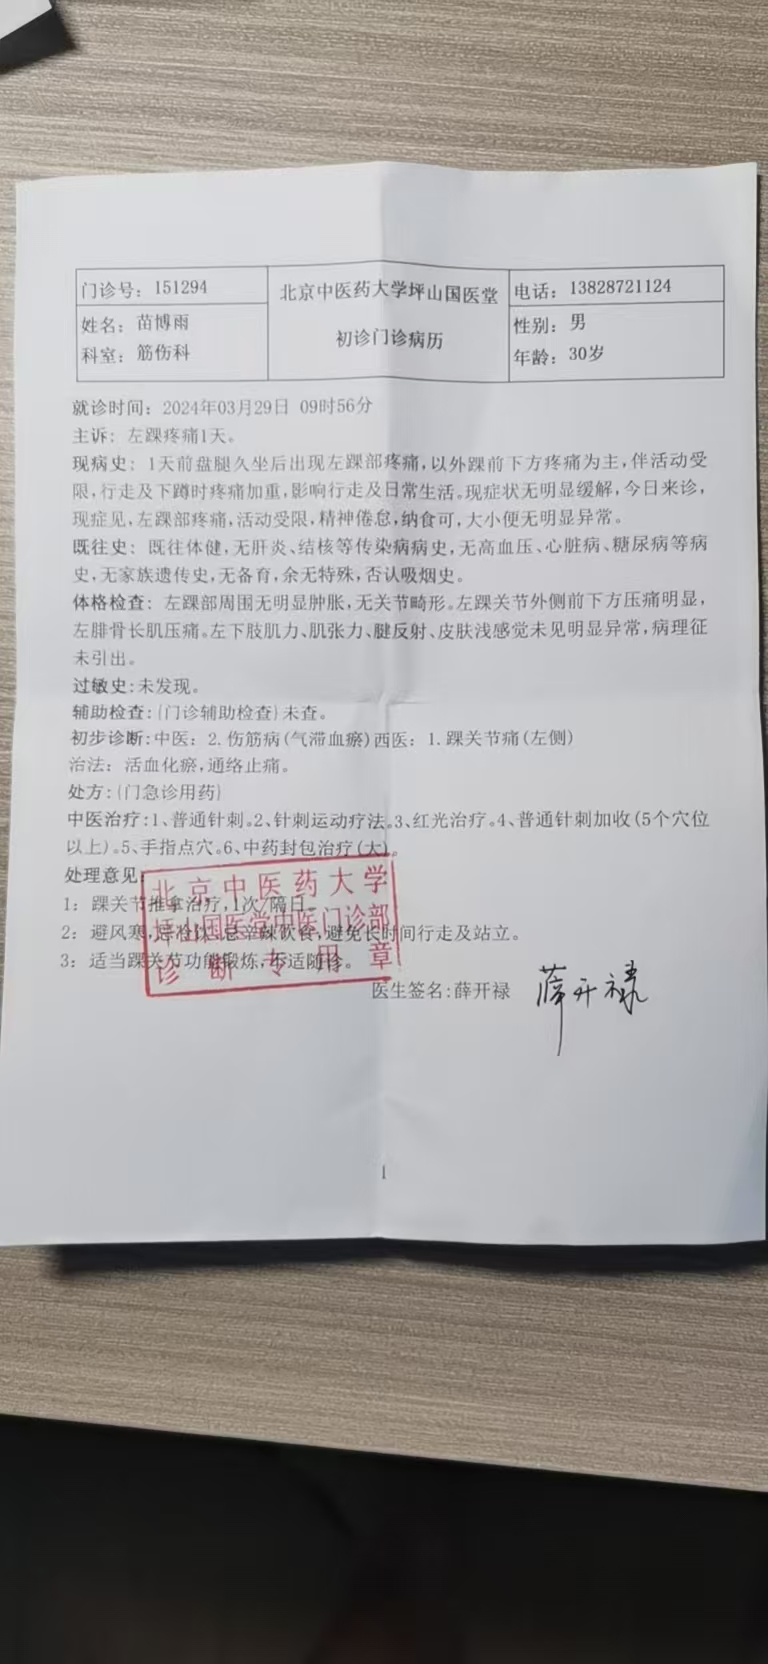 门诊号：151294
北京中医药大学坪山国医堂
电话：13828721124
姓名：苗博雨
初诊门诊病历
性别：男
科室：筋伤科
年龄：30岁
就诊时间：2024年03月29日 09时56分
主诉：左踝疼痛1天。
现病史：1天前盘腿久坐后出现左踝部疼痛，以外踝前下方疼痛为主，伴活动受
限，行走及下蹲时疼痛加重，影响行走及日常生活。现症状无明显缓解，今日来诊，
现症见，左踝部疼痛，活动受限，精神倦怠，纳食可，大小便无明显异常。
既往史：既往体健，无肝炎、结核等传染病病史，无高血压、心脏病、糖尿病等病
史，无家族遗传史，无备育，余无特殊，否认吸烟史。
体格检查：左踝部周围无明显肿胀，无关节畸形。左踝关节外侧前下方压痛明显，
左腓骨长肌压痛。左下肢肌力、肌张力、腱反射、皮肤浅感觉未见明显异常，病理征
未引出。
过敏史:未发现。
辅助检查:(门诊辅助检查)未查。
初步诊断:中医：2.伤筋病(气滞血瘀)西医：1.踝关节痛(左侧)
治法：活血化瘀，通络止痛。
处方:(门急诊用药)
中医治疗:1、普通针刺。2、针刺运动疗法。3、红光治疗。4、普通针刺加收(5个穴位
以上)。5、手指点穴。6、中药封包治疗(大)。
处理意见：
1：踝关节推拿治疗，1次/隔日。
2：避风寒，忌冷饮，忌辛辣饮食，避免长时间行走及站立。
3：适当踝关节功能锻炼，不适随诊。
北京中医药大学
坪山国医堂中医门诊部
诊断专用章
医生签名:薛开禄 薛开禄
1